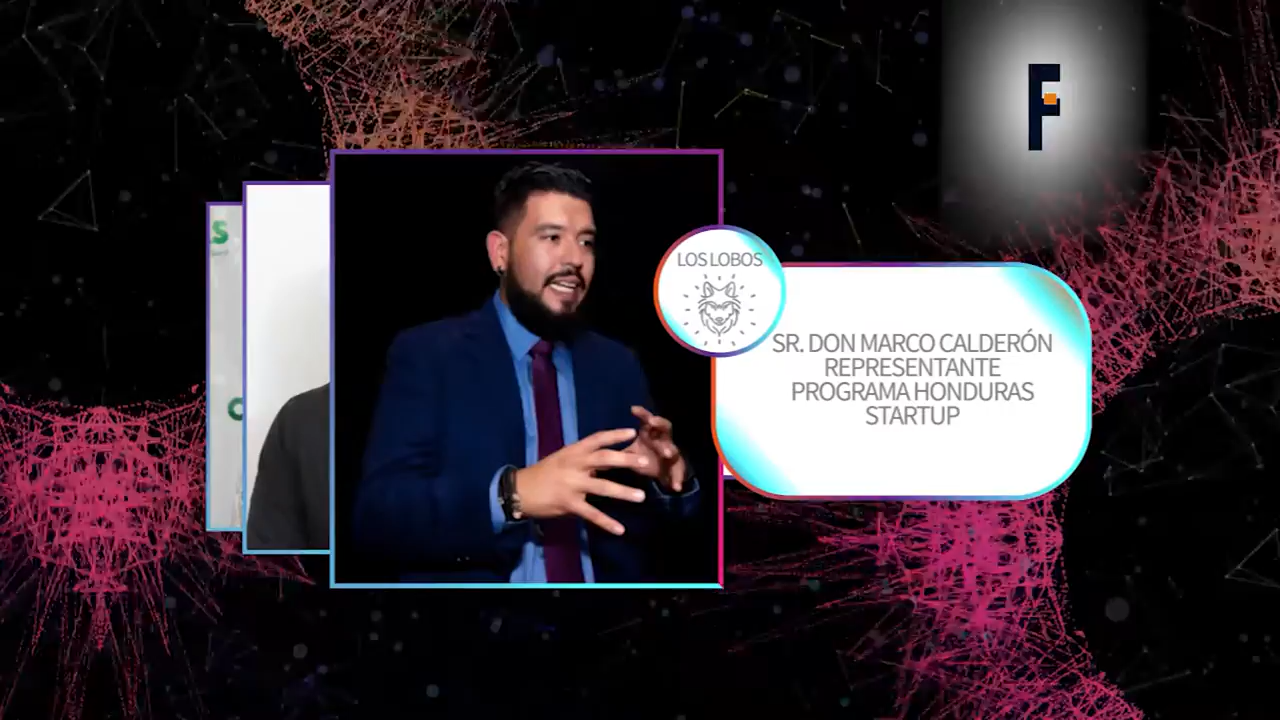 S
F
LOS LOBOS
SR. DON MARCO CALDERÓN
REPRESENTANTE
PROGRAMA HONDURAS
STARTUP